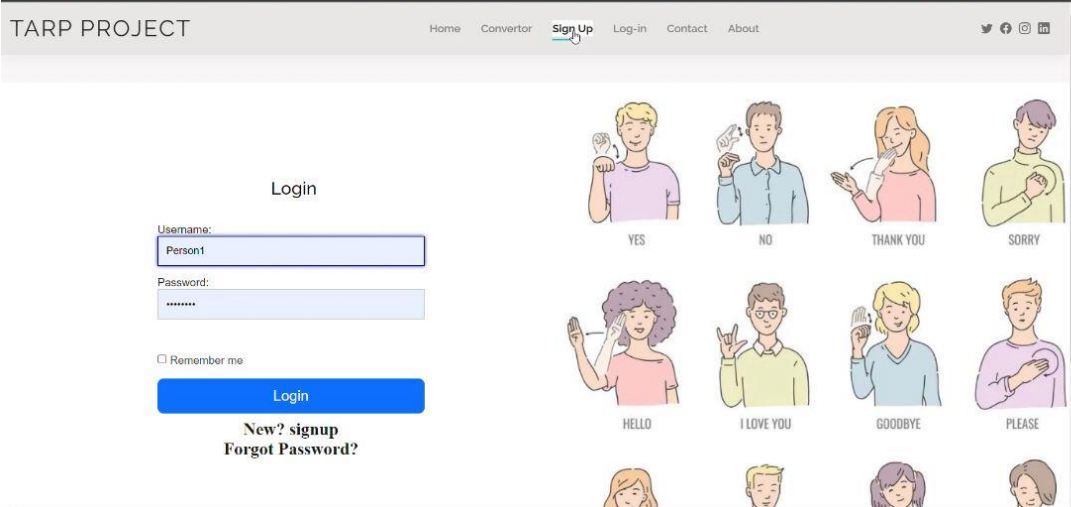 TARP PROJECT
Home Convertor Sign Up Log-in Contact About
Login
Username:
Person1
Password:
••••••••
Remember me
Login
New? signup
Forgot Password?
YES NO THANK YOU SORRY
HELLO I LOVE YOU GOODBYE PLEASE